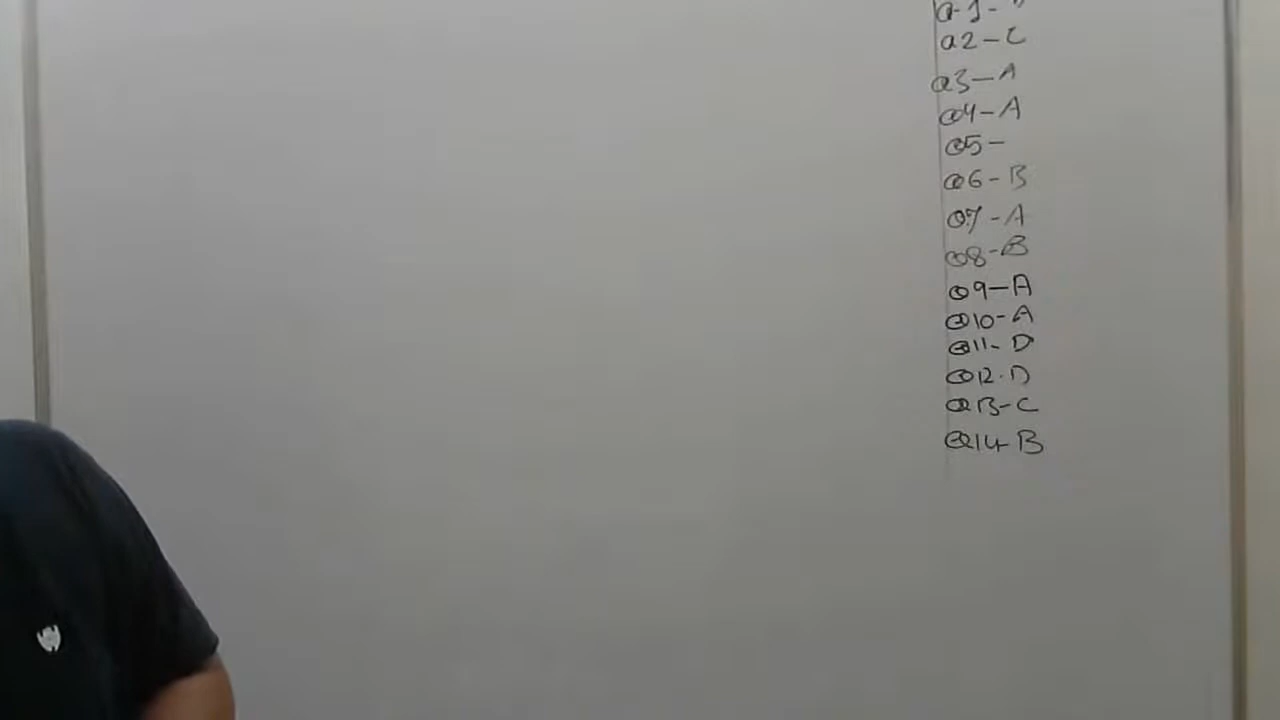 Q2-C
Q3-A
Q4-A
Q5-
Q6-B
Q7-A
Q8-B
Q9-A
Q10-A
Q11-D
Q12-D
Q13-C
Q14-B